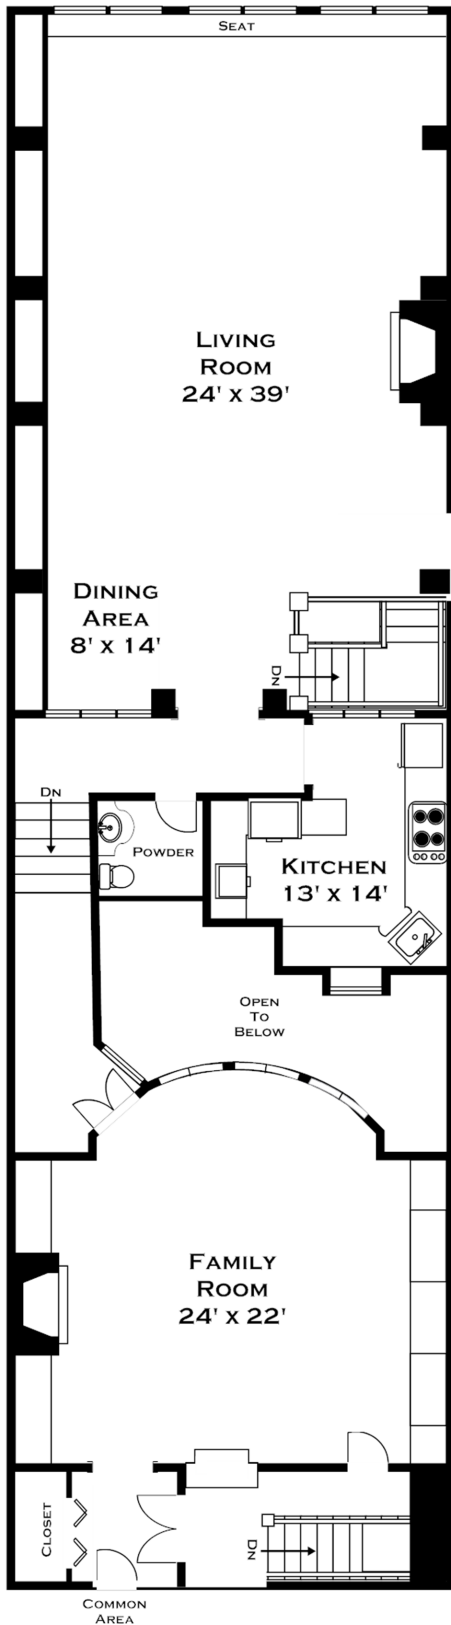 SEAT
LIVING
ROOM
24' X 39'
DINING
AREA
8' X 14'
DN
DN
POWDER
KITCHEN
13' X 14'
OPEN
TO
BELOW
FAMILY
ROOM
24' X 22'
CLOSET
DN
COMMON
AREA